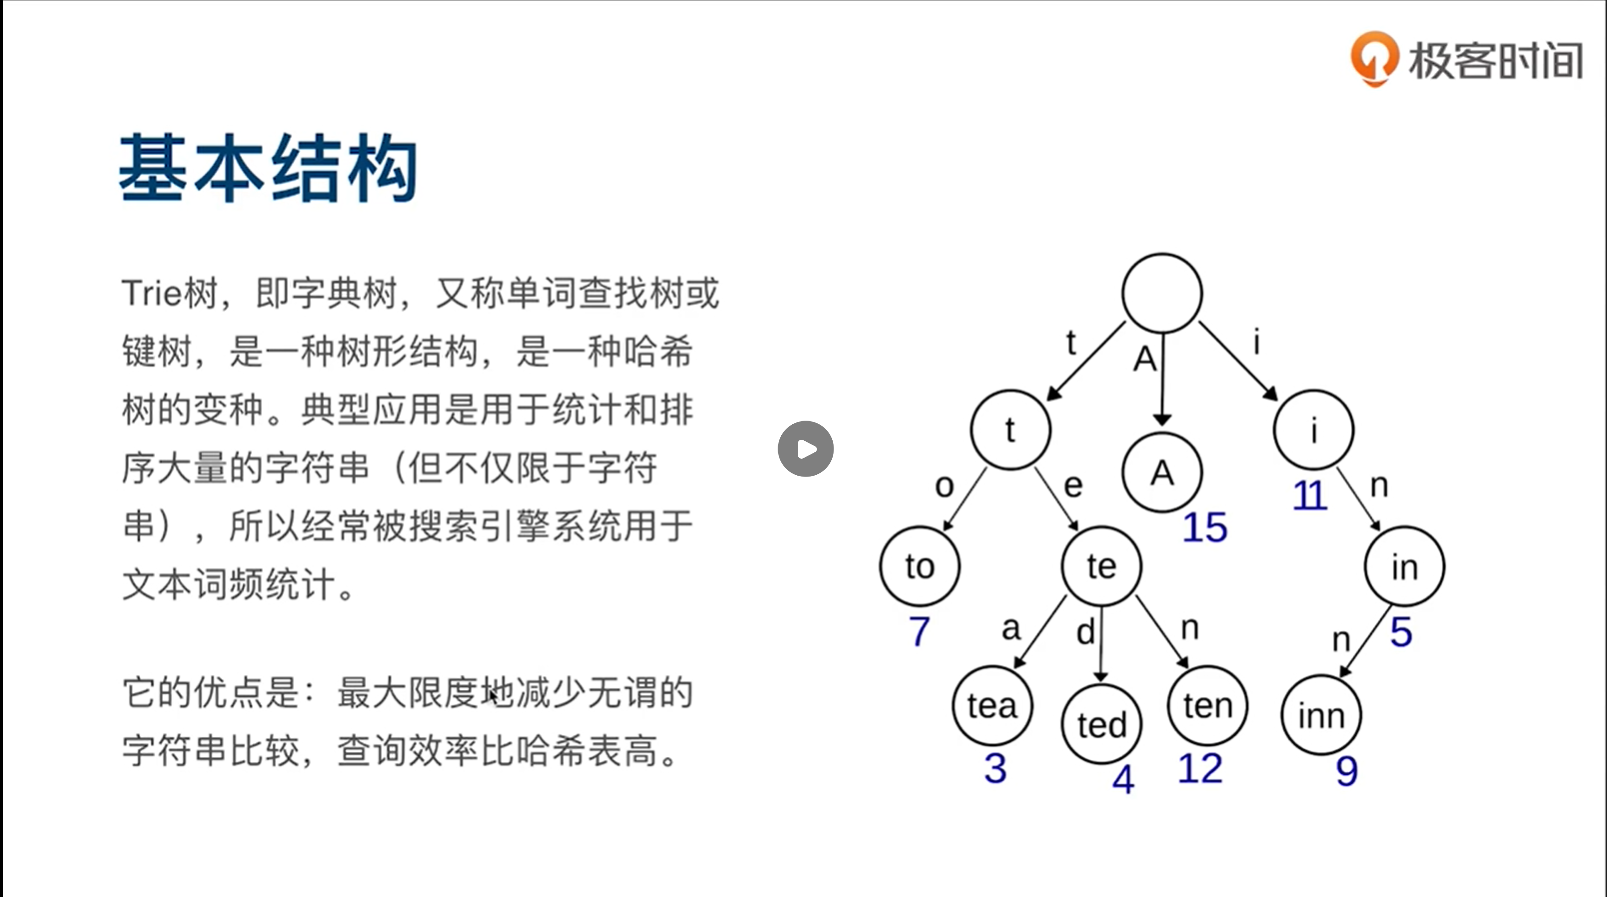 极客时间
基本结构
Trie树，即字典树，又称单词查找树或
键树，是一种树形结构，是一种哈希
树的变种。典型应用是用于统计和排
序大量的字符串（但不仅限于字符
串），所以经常被搜索引擎系统用于
文本词频统计。
它的优点是：最大限度地减少无谓的
字符串比较，查询效率比哈希表高。
t A i
t A i
15 11
o e n
to te in
7 5
a d n n
tea ted ten inn
3 4 12 9